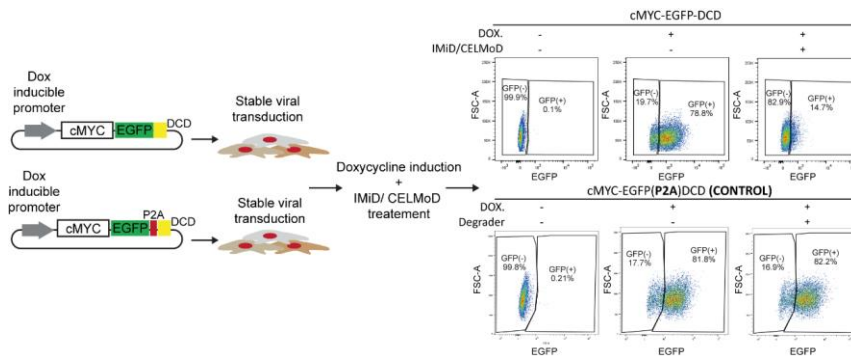 cMYC-EGFP-DCD
DOX. - + +
IMiD/CELMoD - - +
Dox
inducible
promoter
cMYC EGFP DCD
Stable viral
transduction
Dox
inducible
promoter
P2A
cMYC EGFP DCD
Stable viral
transduction
Doxycycline induction
+
IMiD/ CELMoD
treatement
FSC-A
GFP(-)
99.9%
GFP(+)
0.1%
EGFP
GFP(-)
19.7%
GFP(+)
78.8%
EGFP
GFP(-)
82.9%
GFP(+)
14.7%
EGFP
cMYC-EGFP(P2A)DCD (CONTROL)
DOX. - + +
Degrader - - +
FSC-A
GFP(-)
99.8%
GFP(+)
0.21%
EGFP
FSC-A
GFP(-)
17.7%
GFP(+)
81.8%
EGFP
FSC-A
GFP(-)
16.9%
GFP(+)
82.2%
EGFP